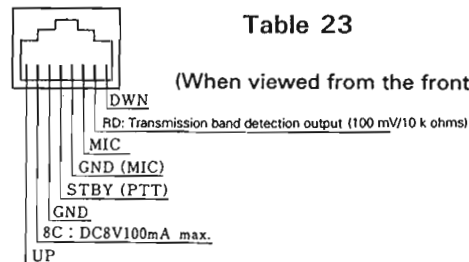 Table 23
(When viewed from the front
DWN
RD: Transmission band detection output (100 mV/10 k ohms)
MIC
GND (MIC)
STBY (PTT)
GND
8C : DC8V100mA max.
UP